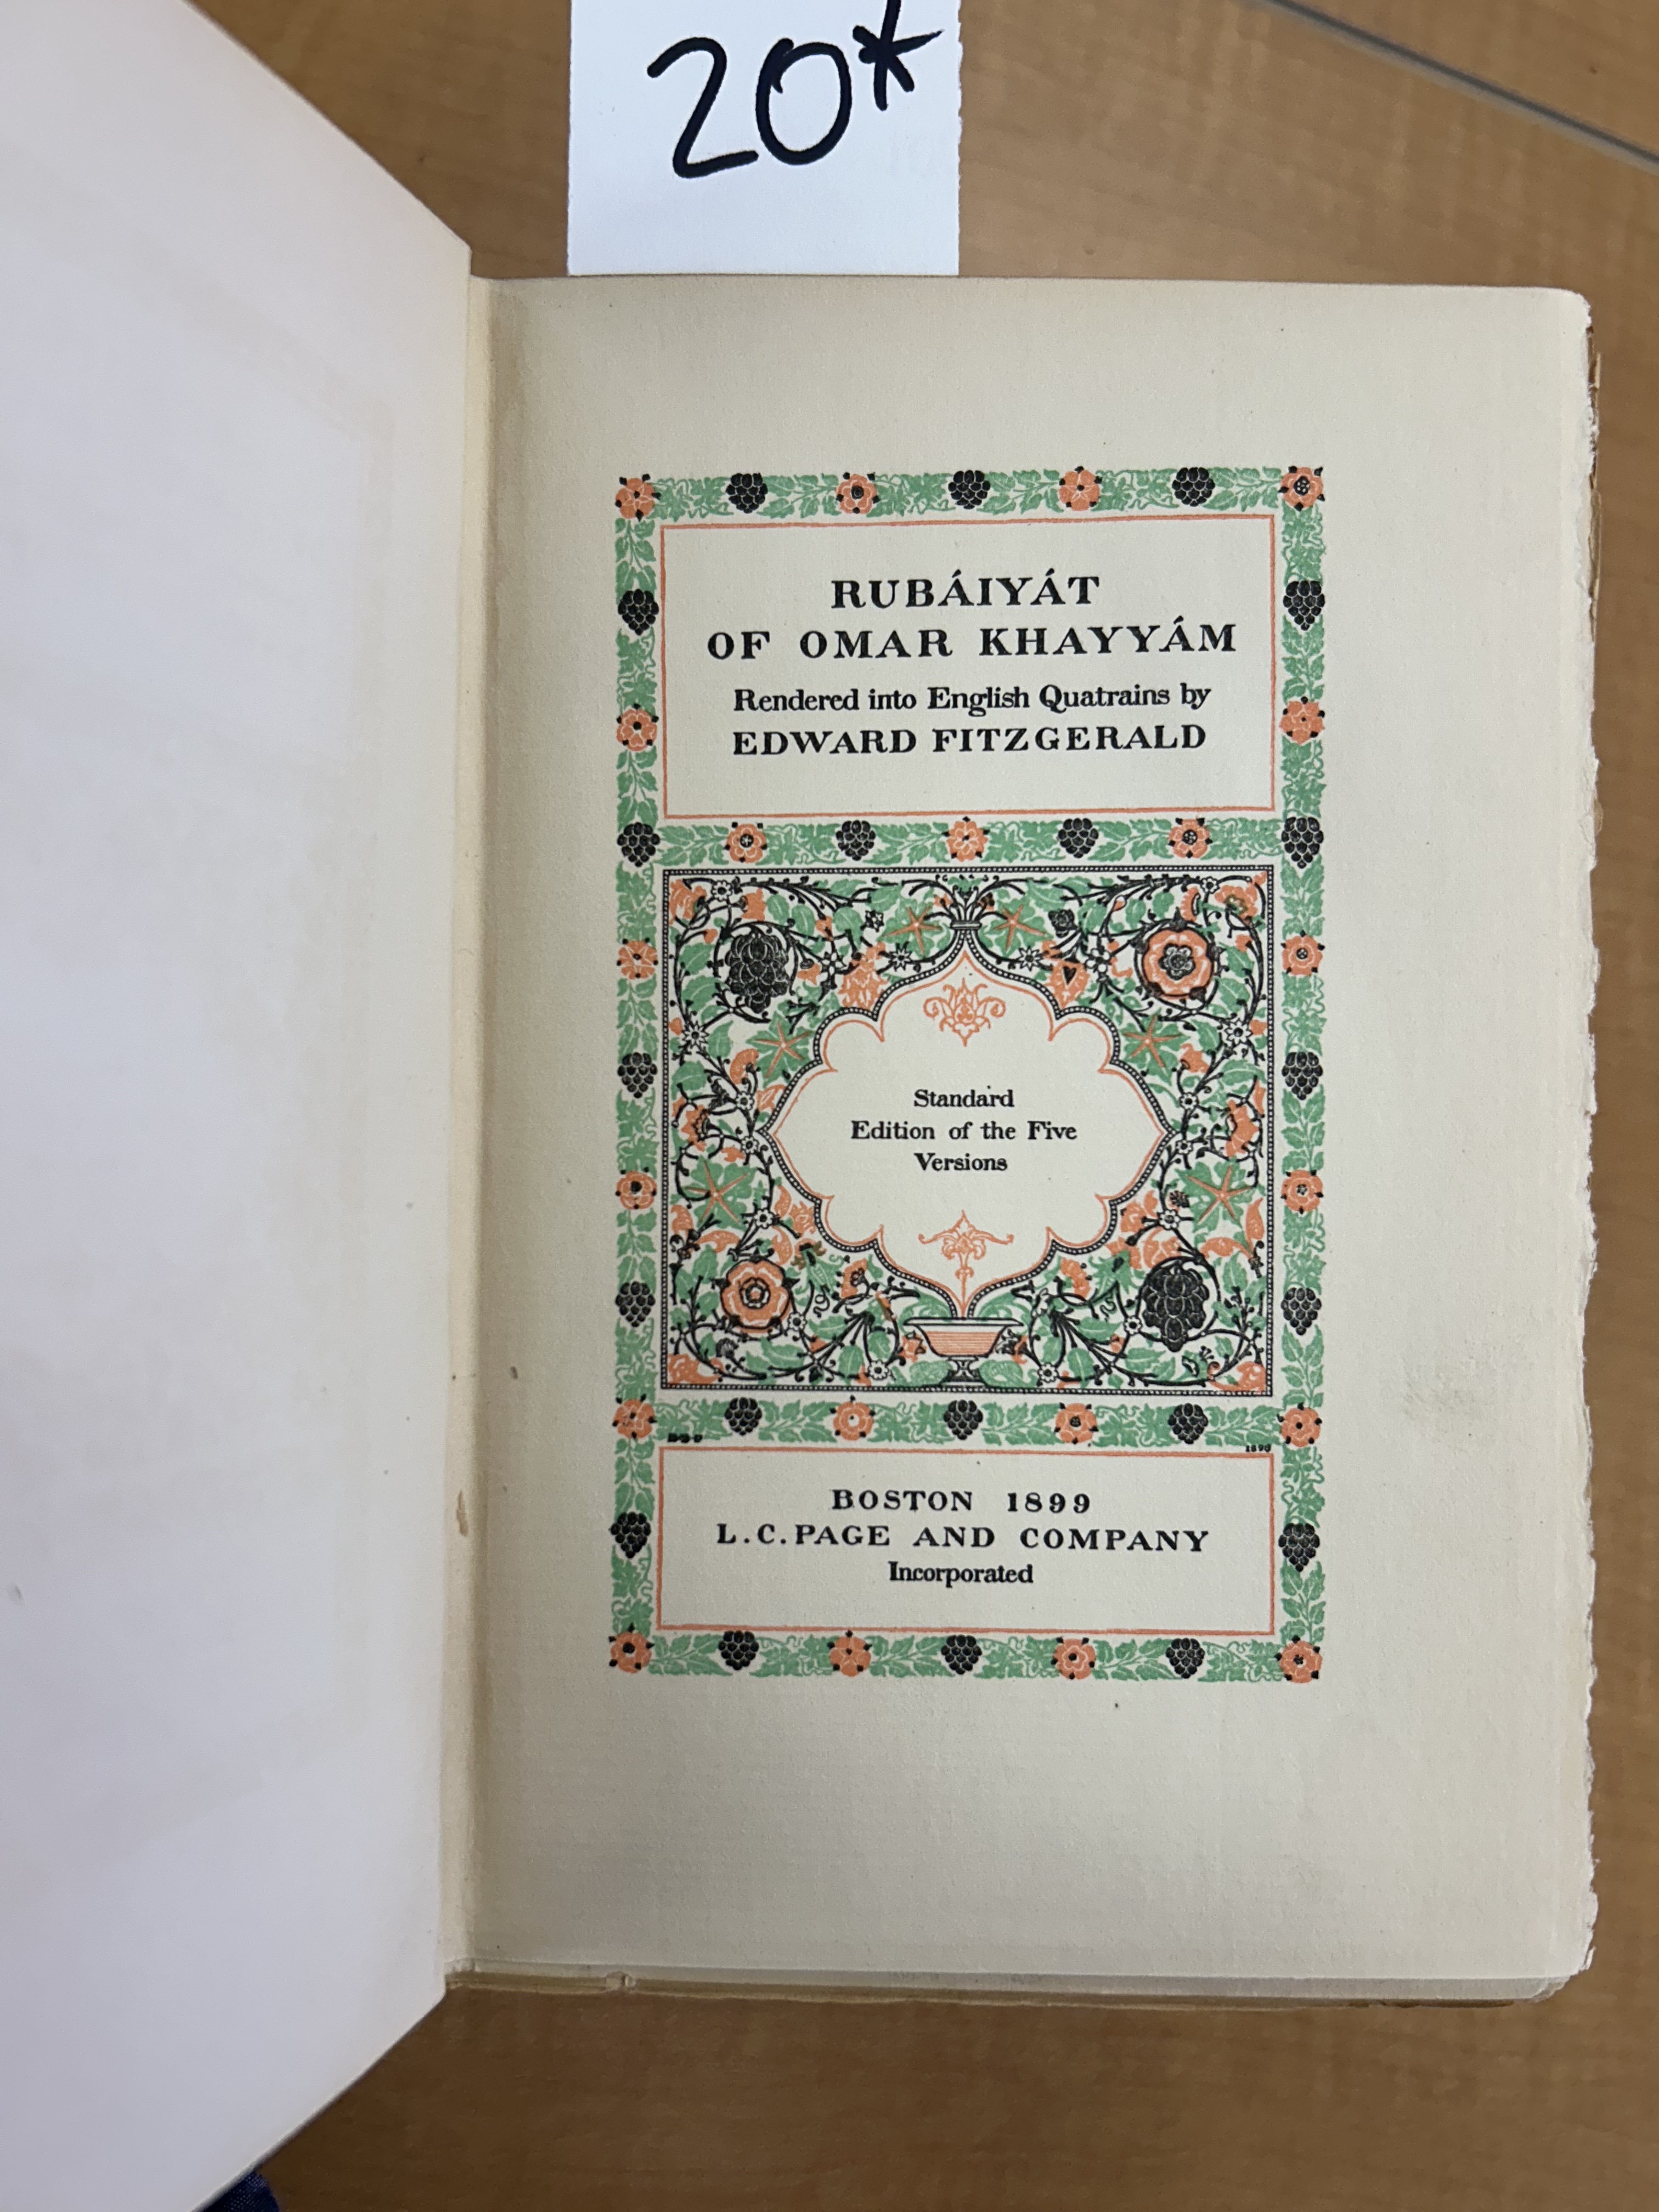 20*
RUBÁIYÁT
OF OMAR KHAYYÁM
Rendered into English Quatrains by
EDWARD FITZGERALD
Standard
Edition of the Five
Versions
BOSTON 1899
L.C.PAGE AND COMPANY
Incorporated